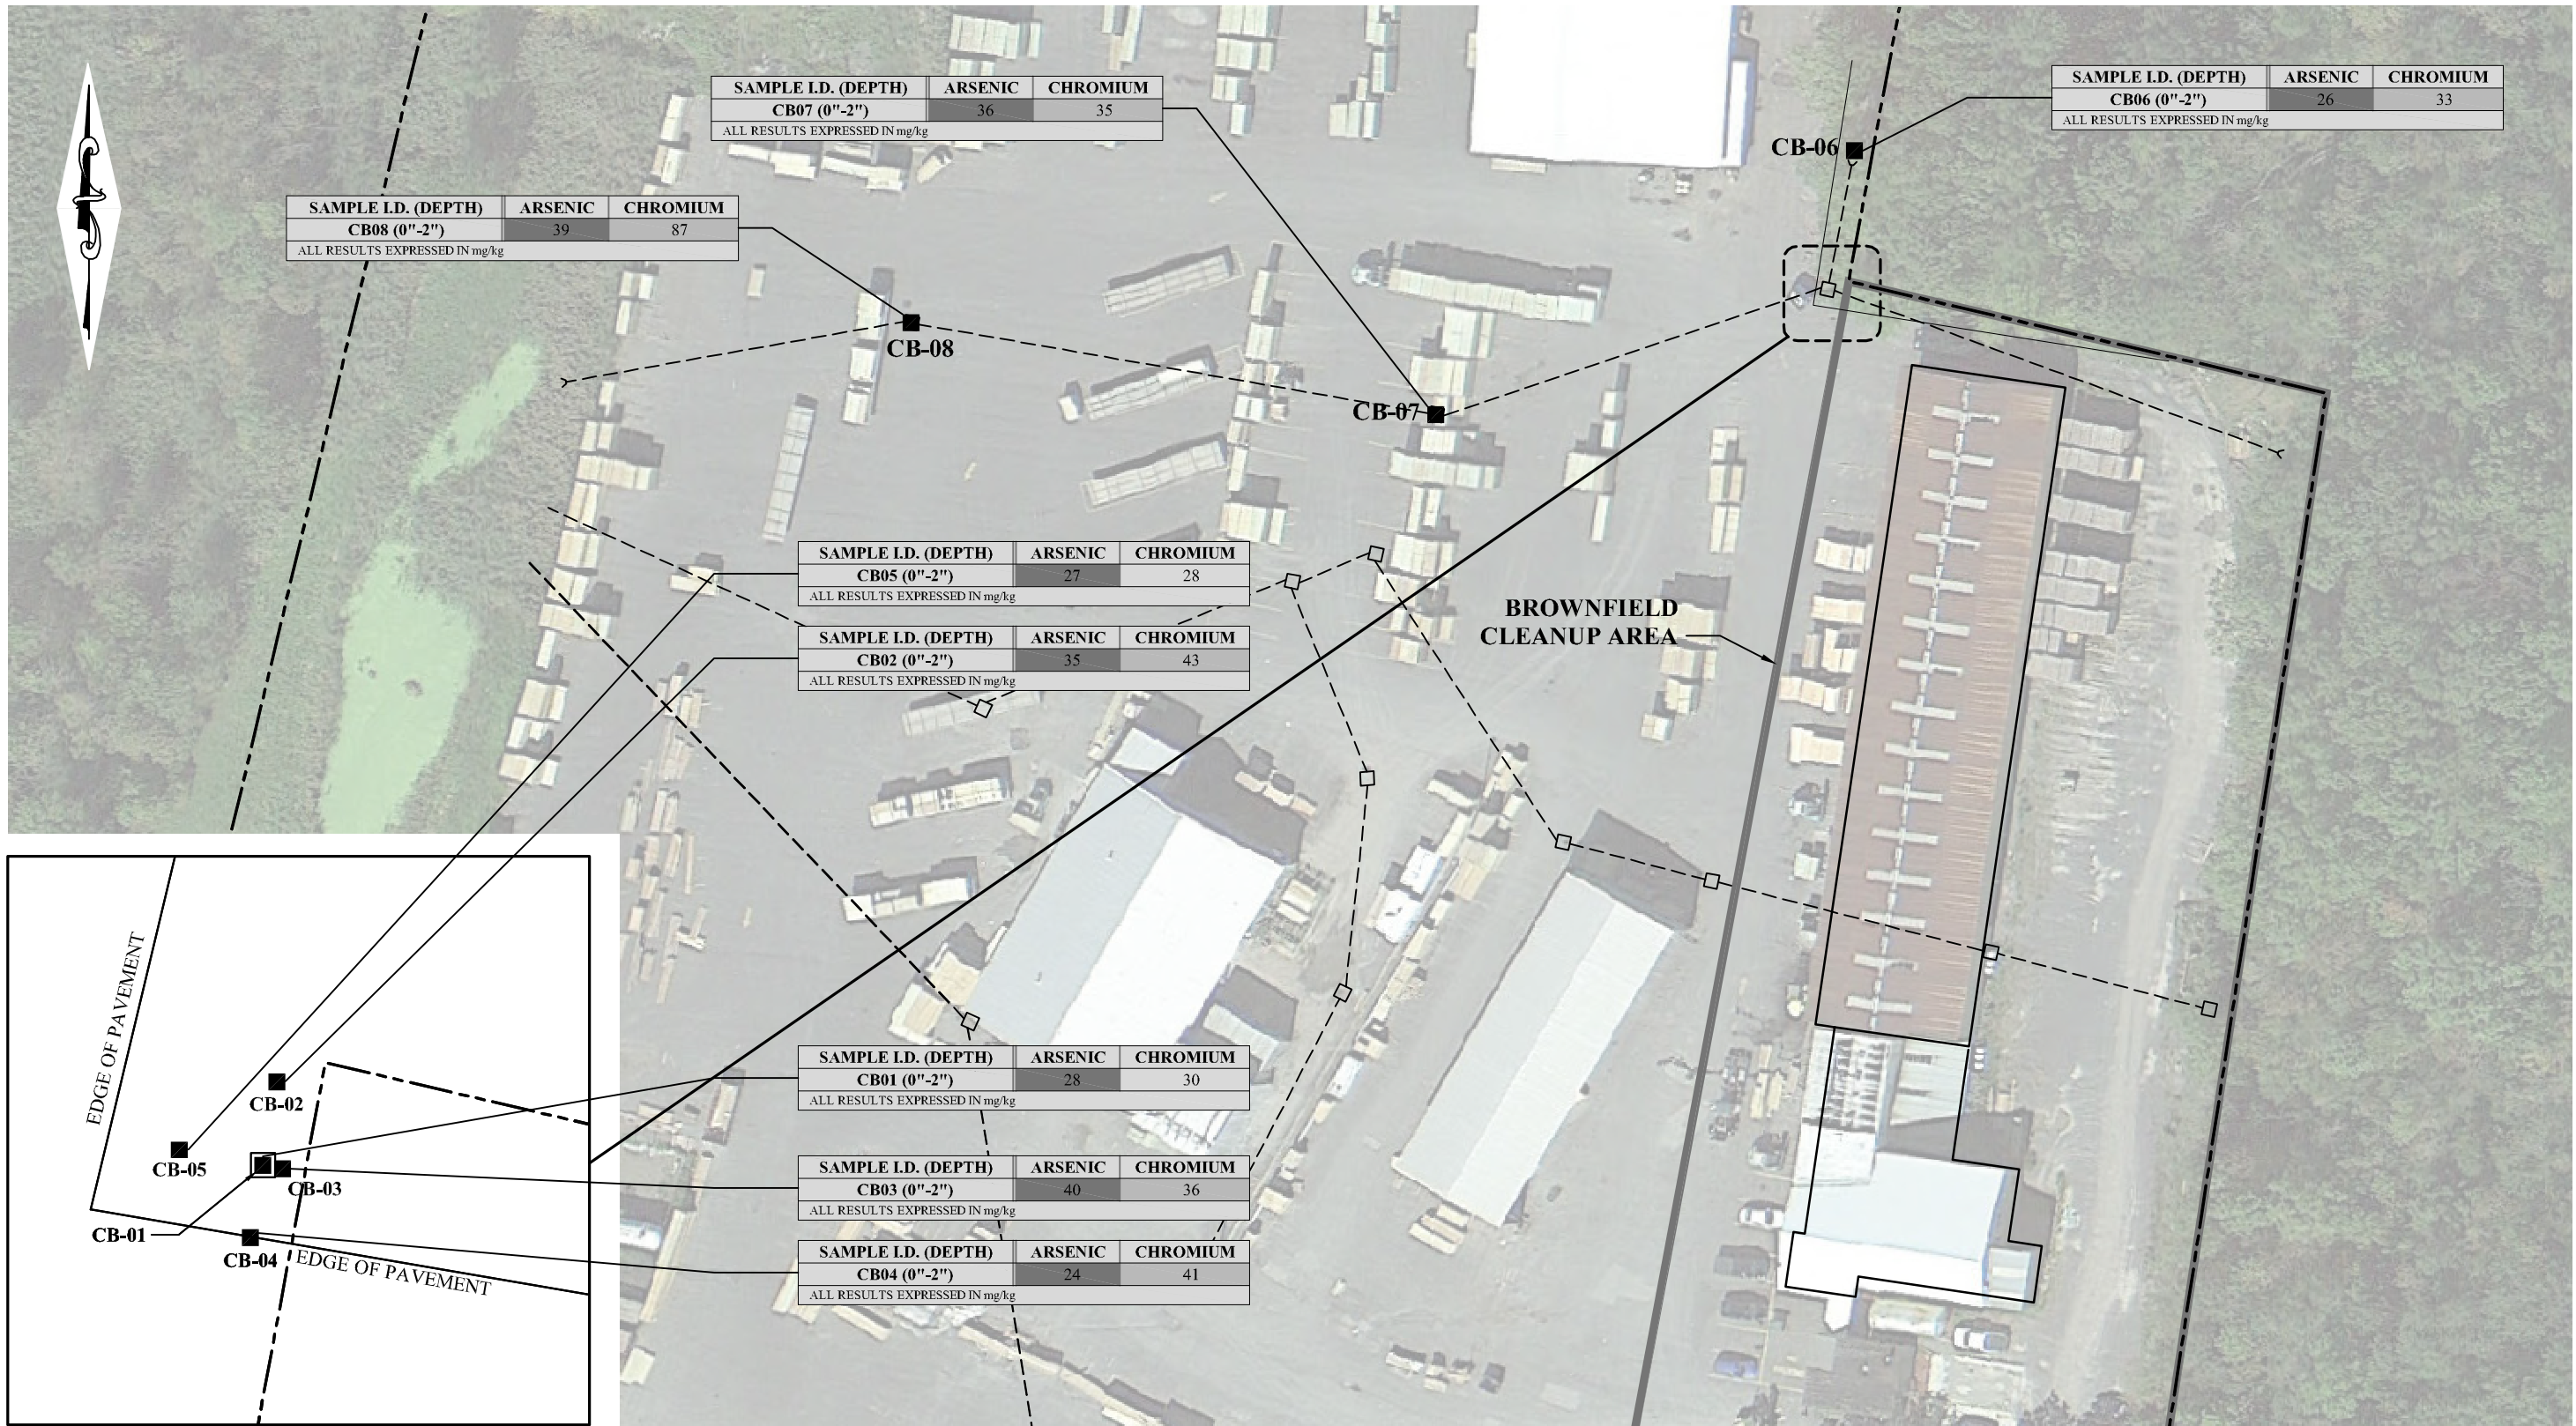 SAMPLE I.D. (DEPTH) ARSENIC CHROMIUM
CB07 (0"-2") 36 35
ALL RESULTS EXPRESSED IN mg/kg
SAMPLE I.D. (DEPTH) ARSENIC CHROMIUM
CB06 (0"-2") 26 33
ALL RESULTS EXPRESSED IN mg/kg
CB-06
SAMPLE I.D. (DEPTH) ARSENIC CHROMIUM
CB08 (0"-2") 39 87
ALL RESULTS EXPRESSED IN mg/kg
CB-08
CB-07
SAMPLE I.D. (DEPTH) ARSENIC CHROMIUM
CB05 (0"-2") 27 28
ALL RESULTS EXPRESSED IN mg/kg
SAMPLE I.D. (DEPTH) ARSENIC CHROMIUM
CB02 (0"-2") 35 43
ALL RESULTS EXPRESSED IN mg/kg
BROWNFIELD
CLEANUP AREA
EDGE OF PAVEMENT
CB-02
CB-05
CB-03
CB-01
CB-04
EDGE OF PAVEMENT
SAMPLE I.D. (DEPTH) ARSENIC CHROMIUM
CB01 (0"-2") 28 30
ALL RESULTS EXPRESSED IN mg/kg
SAMPLE I.D. (DEPTH) ARSENIC CHROMIUM
CB03 (0"-2") 40 36
ALL RESULTS EXPRESSED IN mg/kg
SAMPLE I.D. (DEPTH) ARSENIC CHROMIUM
CB04 (0"-2") 24 41
ALL RESULTS EXPRESSED IN mg/kg